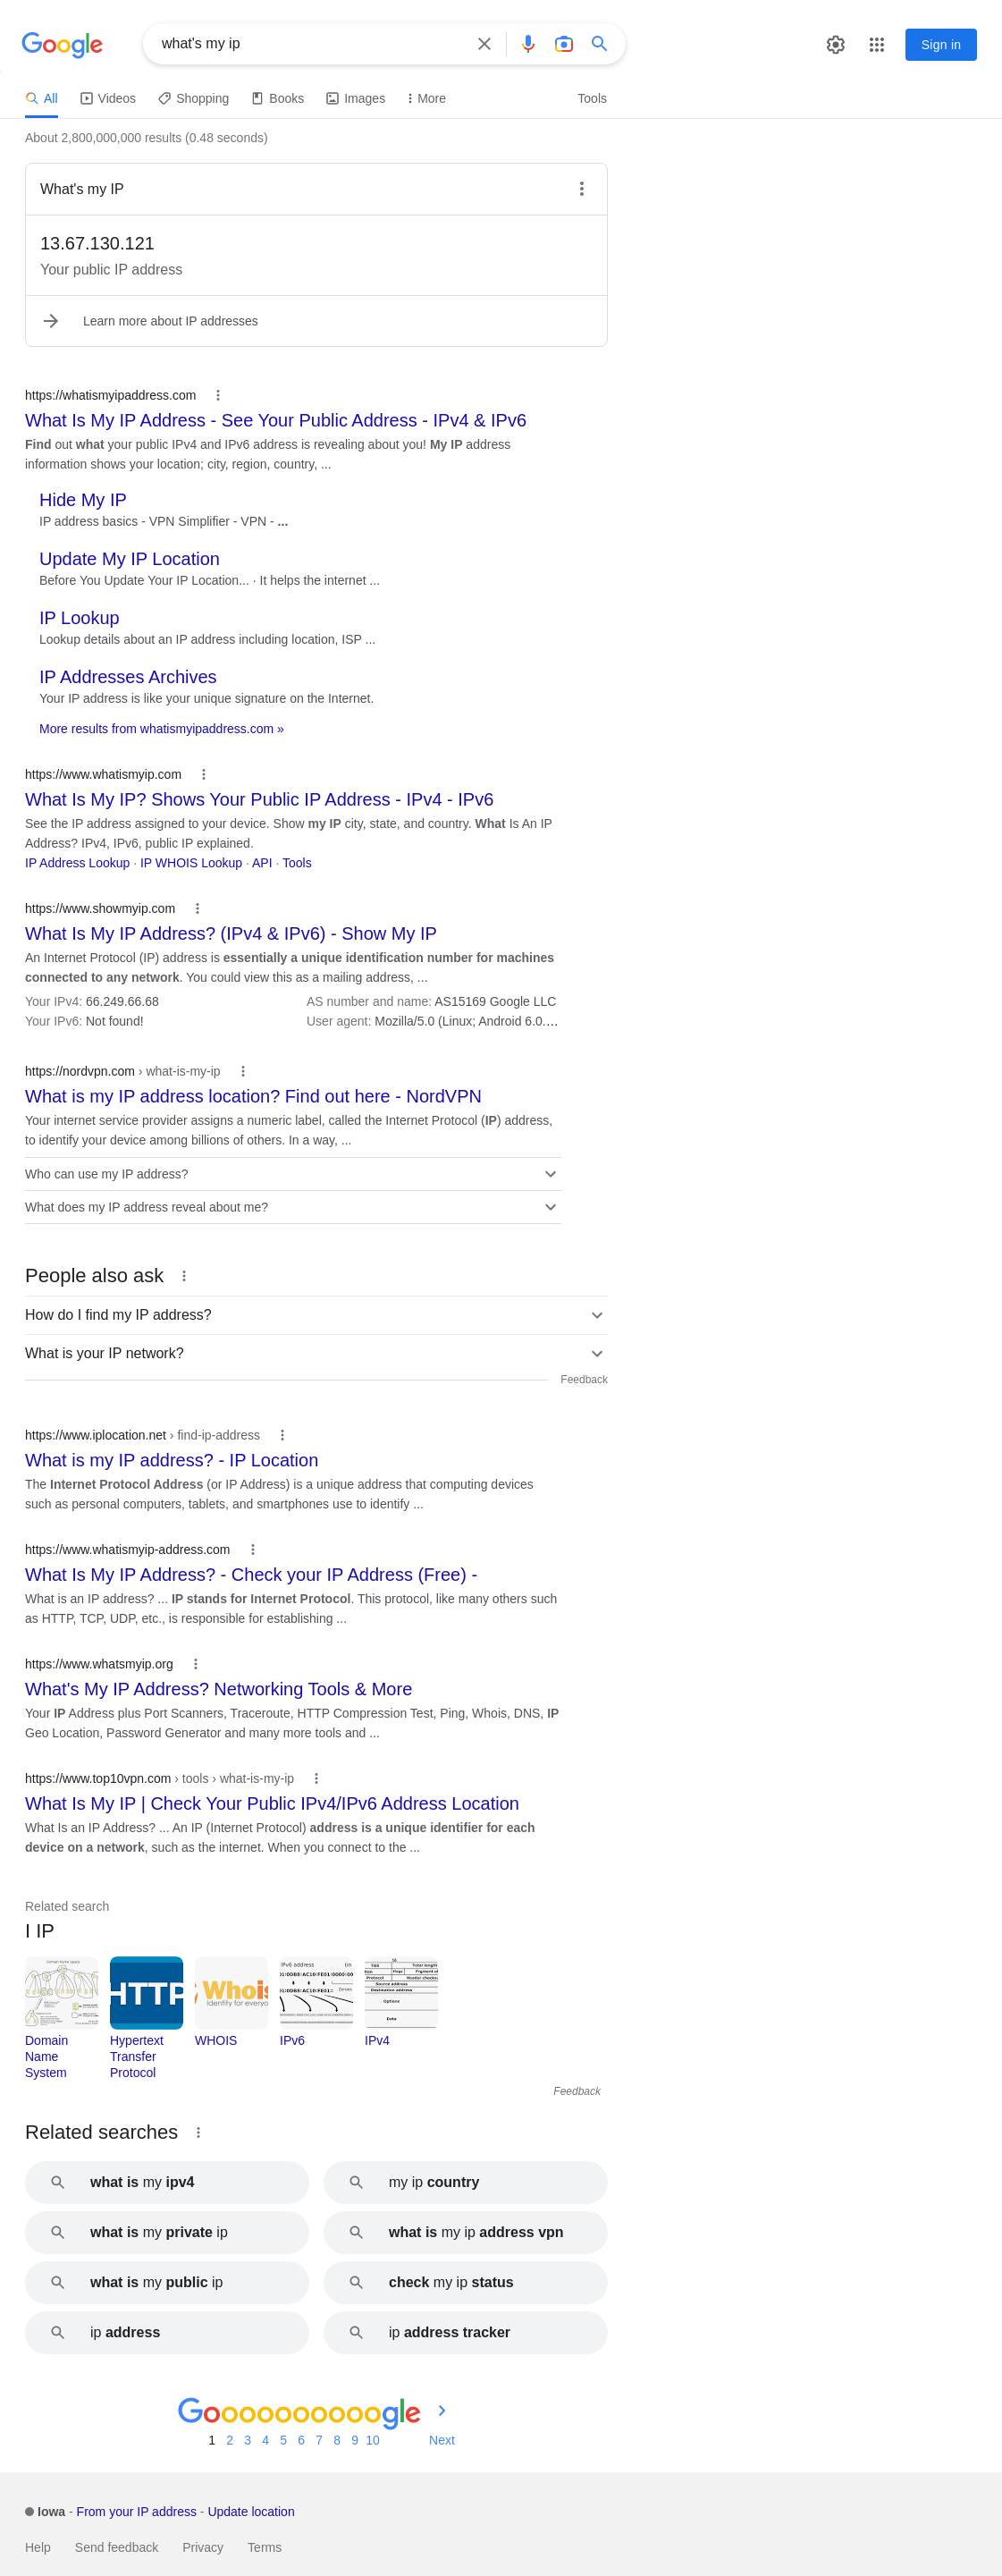 Google
what's my ip
Sign in
All
Videos
Shopping
Books
Images
More
Tools
About 2,800,000,000 results (0.48 seconds)
What's my IP
13.67.130.121
Your public IP address
Learn more about IP addresses
https://whatismyipaddress.com
What Is My IP Address - See Your Public Address - IPv4 & IPv6
Find out what your public IPv4 and IPv6 address is revealing about you! My IP address
information shows your location; city, region, country, ...
Hide My IP
IP address basics - VPN Simplifier - VPN - ...
Update My IP Location
Before You Update Your IP Location... · It helps the internet ...
IP Lookup
Lookup details about an IP address including location, ISP ...
IP Addresses Archives
Your IP address is like your unique signature on the Internet.
More results from whatismyipaddress.com »
https://www.whatismyip.com
What Is My IP? Shows Your Public IP Address - IPv4 - IPv6
See the IP address assigned to your device. Show my IP city, state, and country. What Is An IP
Address? IPv4, IPv6, public IP explained.
IP Address Lookup · IP WHOIS Lookup · API · Tools
https://www.showmyip.com
What Is My IP Address? (IPv4 & IPv6) - Show My IP
An Internet Protocol (IP) address is essentially a unique identification number for machines
connected to any network. You could view this as a mailing address, ...
Your IPv4: 66.249.66.68
AS number and name: AS15169 Google LLC
Your IPv6: Not found!
User agent: Mozilla/5.0 (Linux; Android 6.0....
https://nordvpn.com › what-is-my-ip
What is my IP address location? Find out here - NordVPN
Your internet service provider assigns a numeric label, called the Internet Protocol (IP) address,
to identify your device among billions of others. In a way, ...
Who can use my IP address?
What does my IP address reveal about me?
People also ask
How do I find my IP address?
What is your IP network?
Feedback
https://www.iplocation.net › find-ip-address
What is my IP address? - IP Location
The Internet Protocol Address (or IP Address) is a unique address that computing devices
such as personal computers, tablets, and smartphones use to identify ...
https://www.whatismyip-address.com
What Is My IP Address? - Check your IP Address (Free) -
What is an IP address? ... IP stands for Internet Protocol. This protocol, like many others such
as HTTP, TCP, UDP, etc., is responsible for establishing ...
https://www.whatsmyip.org
What's My IP Address? Networking Tools & More
Your IP Address plus Port Scanners, Traceroute, HTTP Compression Test, Ping, Whois, DNS, IP
Geo Location, Password Generator and many more tools and ...
https://www.top10vpn.com › tools › what-is-my-ip
What Is My IP | Check Your Public IPv4/IPv6 Address Location
What Is an IP Address? ... An IP (Internet Protocol) address is a unique identifier for each
device on a network, such as the internet. When you connect to the ...
Related search
I IP
HTTP
Whois
Identity for everyo
Domain
Name
System
Hypertext
Transfer
Protocol
WHOIS
IPv6
IPv4
Feedback
Related searches
what is my ipv4
my ip country
what is my private ip
what is my ip address vpn
what is my public ip
check my ip status
ip address
ip address tracker
Goooooooooogle
1 2 3 4 5 6 7 8 9 10
Next
Iowa - From your IP address - Update location
Help
Send feedback
Privacy
Terms